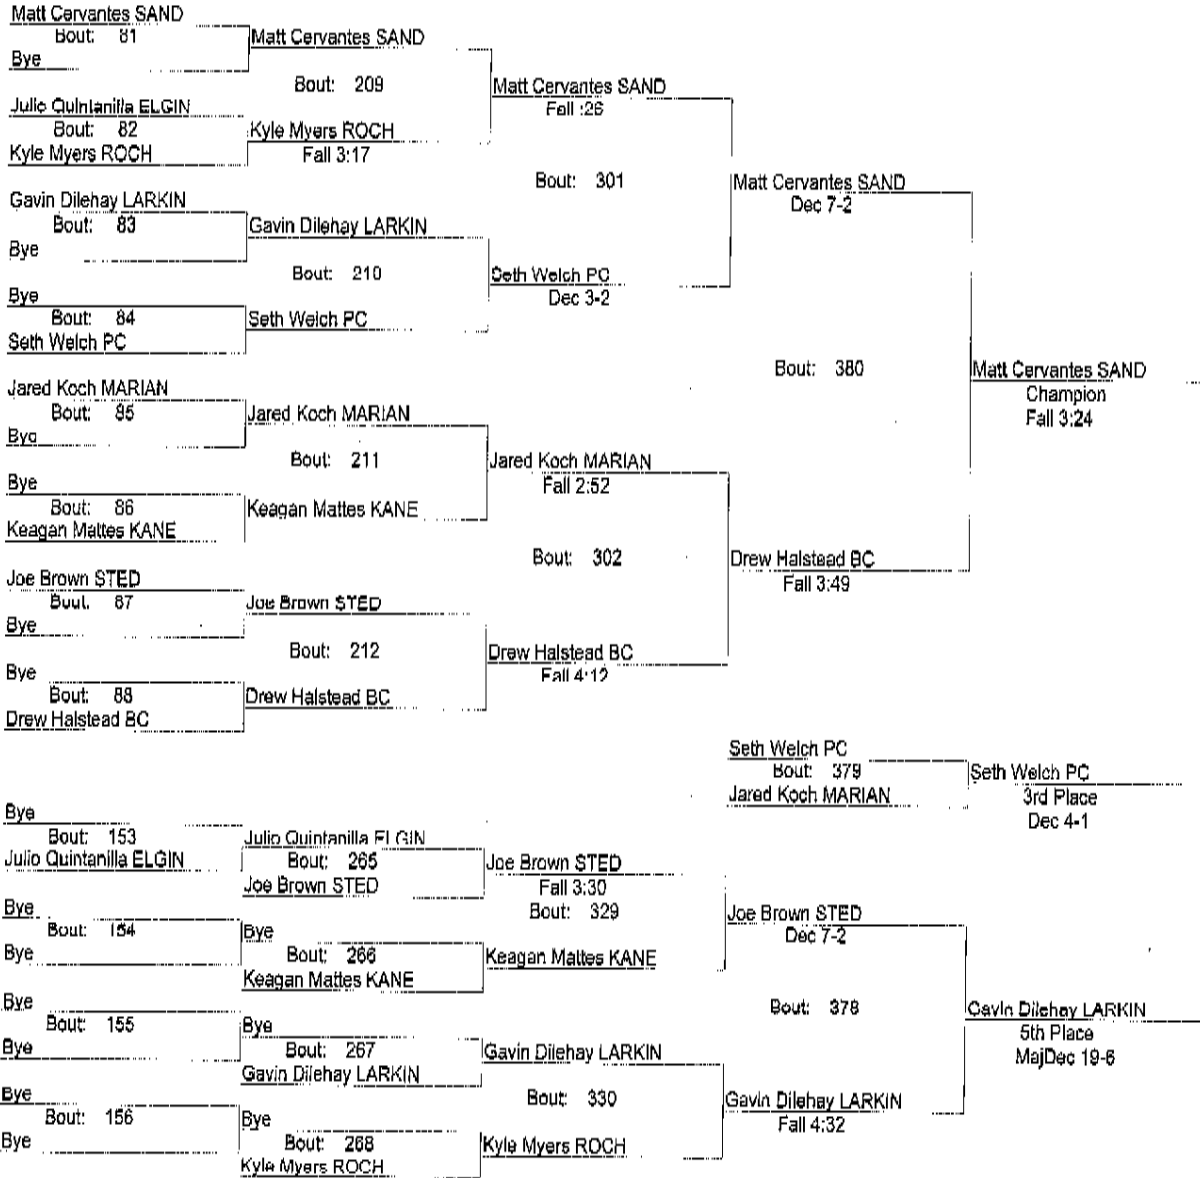 Matt Cervantes SAND
Bout: 81
Matt Cervantes SAND
Bye
Bout: 209
Matt Cervantes SAND
Fall :26
Julio Quintanilla ELGIN
Bout: 82
Kyle Myers ROCH
Kyle Myers ROCH
Fall 3:17
Bout: 301
Matt Cervantes SAND
Dec 7-2
Gavin Dilehay LARKIN
Bout: 83
Gavin Dilehay LARKIN
Bye
Bout: 210
Seth Welch PC
Dec 3-2
Bye
Bout: 84
Seth Welch PC
Seth Welch PC
Bout: 380
Matt Cervantes SAND
Champion
Fall 3:24
Jared Koch MARIAN
Bout: 85
Jared Koch MARIAN
Bye
Bout: 211
Jared Koch MARIAN
Fall 2:52
Bye
Bout: 86
Keagan Mattes KANE
Keagan Mattes KANE
Bout: 302
Drew Halstead BC
Fall 3:49
Joe Brown STED
Bout: 87
Joe Brown STED
Bye
Bout: 212
Drew Halstead BC
Fall 4:12
Bye
Bout: 88
Drew Halstead BC
Drew Halstead BC
Seth Welch PC
Bout: 379
Seth Welch PC
Jared Koch MARIAN
3rd Place
Dec 4-1
Bye
Bout: 153
Julio Quintanilla ELGIN
Julio Quintanilla ELGIN
Bout: 265
Joe Brown STED
Joe Brown STED
Fall 3:30
Bout: 329
Joe Brown STED
Dec 7-2
Bye
Bout: 154
Bye
Bye
Bout: 266
Keagan Mattes KANE
Keagan Mattes KANE
Bye
Bout: 155
Bye
Bye
Bout: 267
Gavin Dilehay LARKIN
Gavin Dilehay LARKIN
Bout: 378
Gavin Dilehay LARKIN
5th Place
MajDec 19-6
Bout: 330
Gavin Dilehay LARKIN
Fall 4:32
Bye
Bout: 156
Bye
Bye
Bout: 268
Kyle Myers ROCH
Kyle Myers ROCH